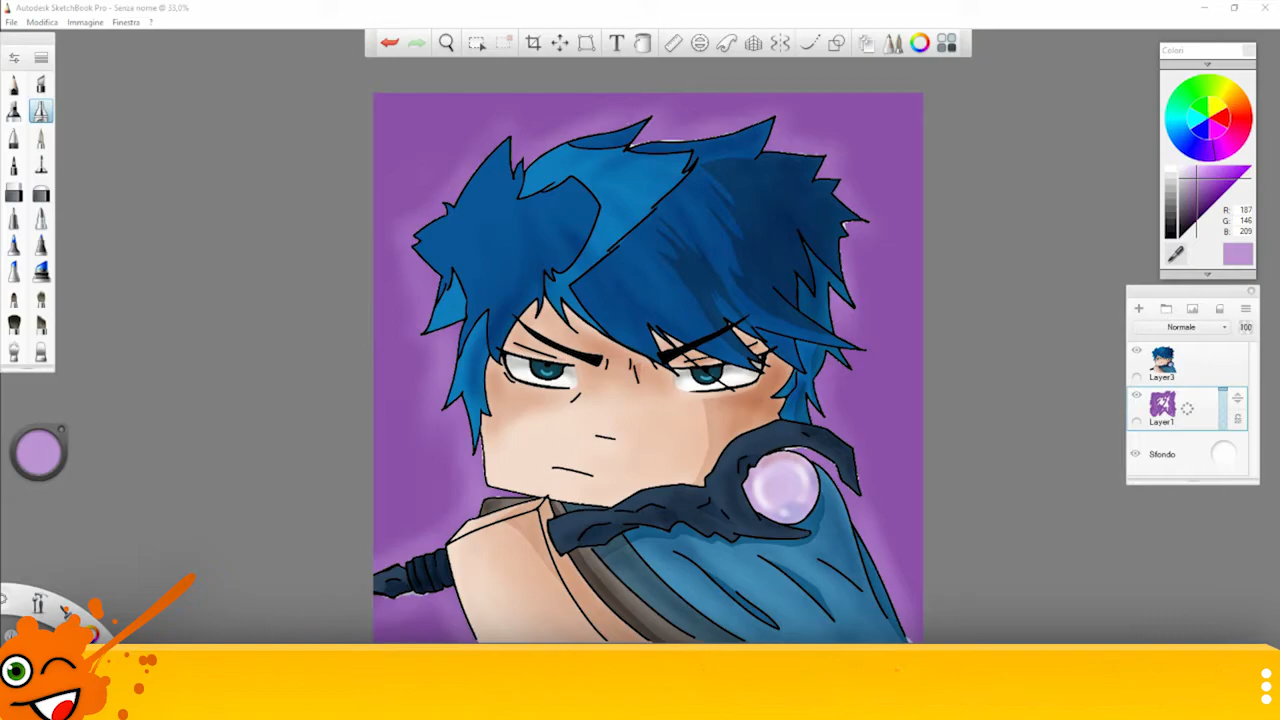 Autodesk SketchBook Pro - Senza nome @ 33,0%
File Modifica Immagine Finestra ?
Colori
R: 187
G: 146
B: 209
Normale 100
Layer3
Layer1
Sfondo